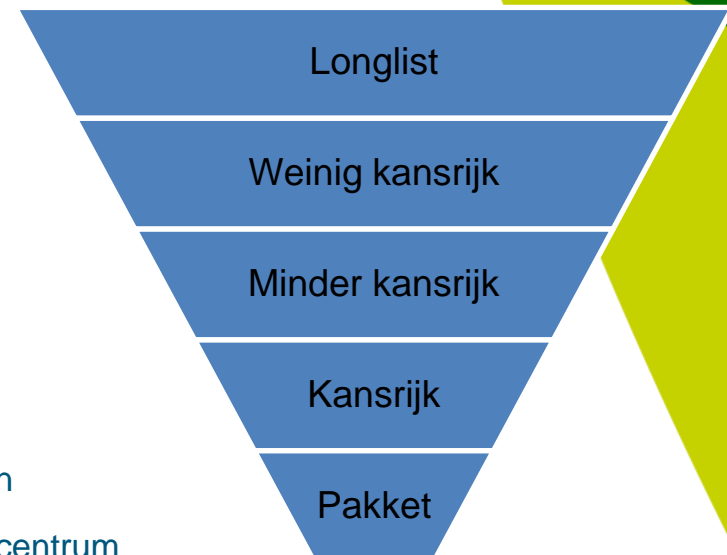 Longlist
Weinig kansrijk
Minder kansrijk
Kansrijk
Pakket
centrum